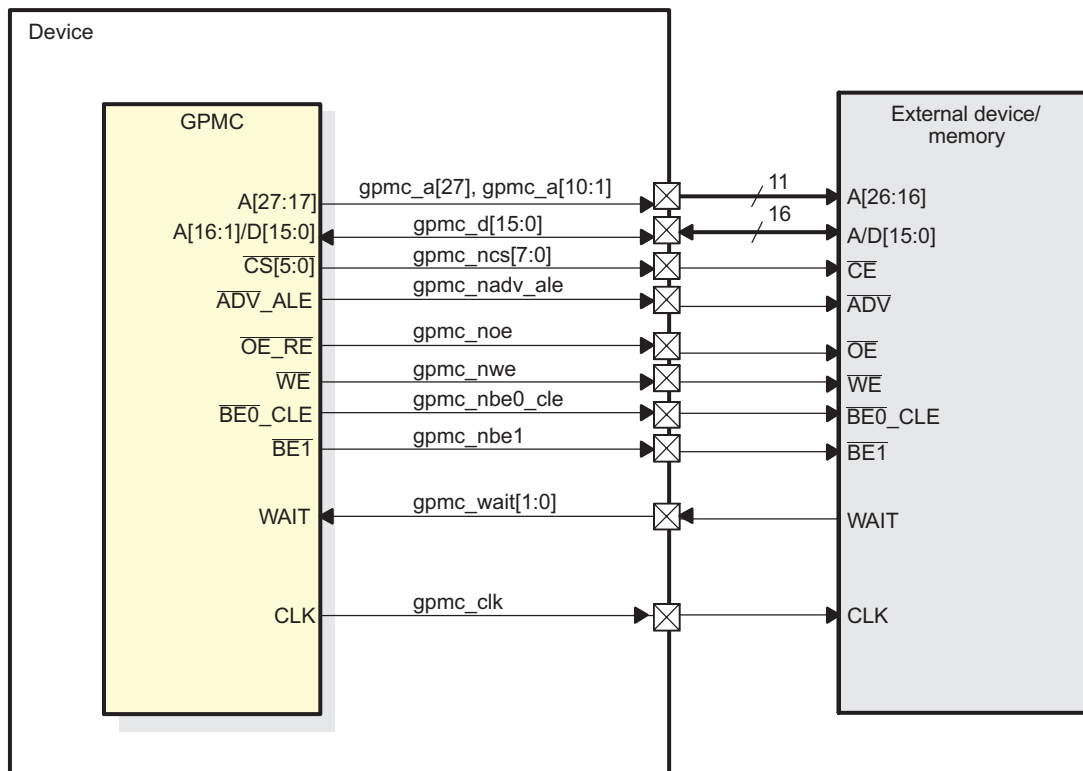 Device
GPMC
External device/
memory
A[27:17]
gpmc_a[27], gpmc_a[10:1]
11
A[26:16]
A[16:1]/D[15:0]
gpmc_d[15:0]
16
A/D[15:0]
CS[5:0]
gpmc_ncs[7:0]
CE
ADV_ALE
gpmc_nadv_ale
ADV
OE_RE
gpmc_noe
OE
WE
gpmc_nwe
WE
BE0_CLE
gpmc_nbe0_cle
BE0_CLE
BE1
gpmc_nbe1
BE1
WAIT
gpmc_wait[1:0]
WAIT
CLK
gpmc_clk
CLK